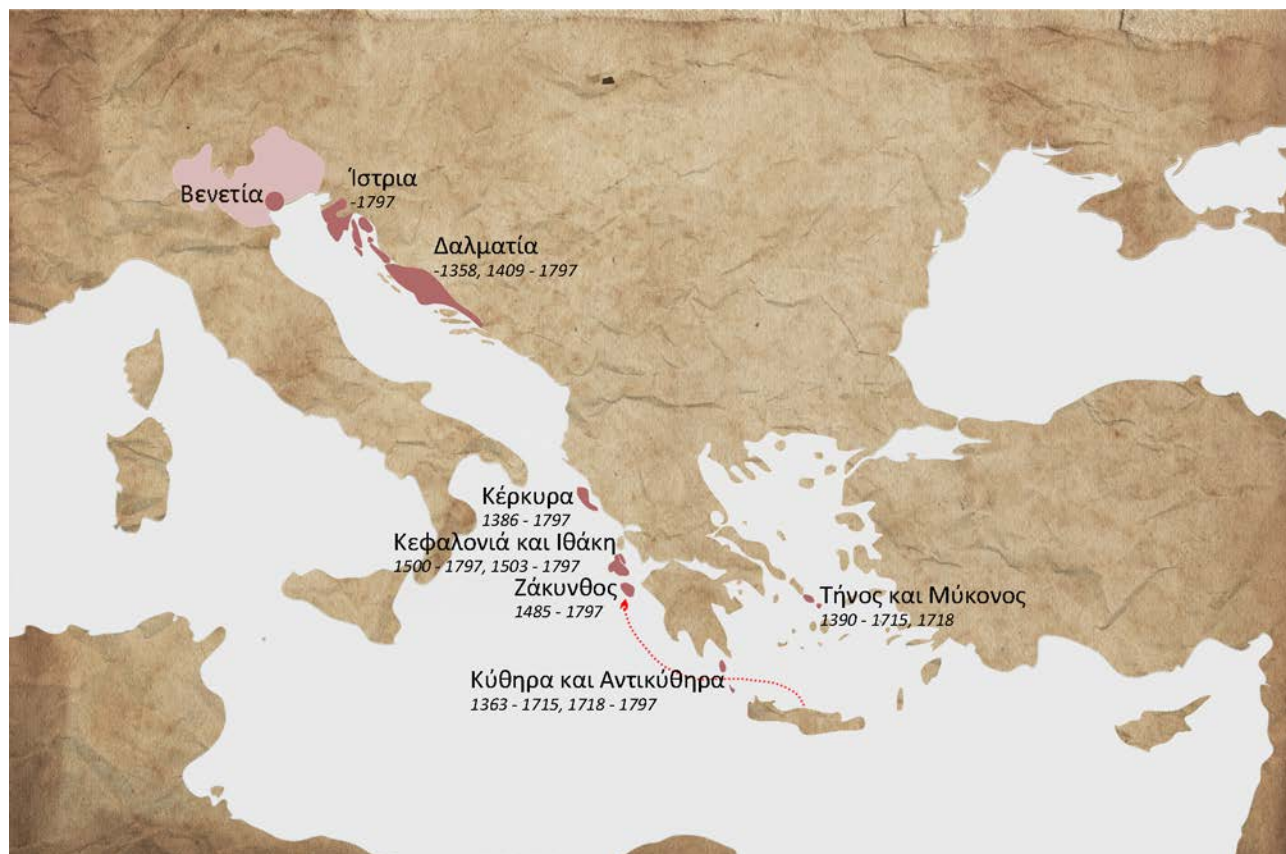 Βενετία
Ίστρια
-1797
Δαλματία
-1358, 1409 - 1797
Κέρκυρα
1386 - 1797
Κεφαλονιά και Ιθάκη
1500 - 1797, 1503 - 1797
Ζάκυνθος
1485 - 1797
Τήνος και Μύκονος
1390 - 1715, 1718
Κύθηρα και Αντικύθηρα
1363 - 1715, 1718 - 1797